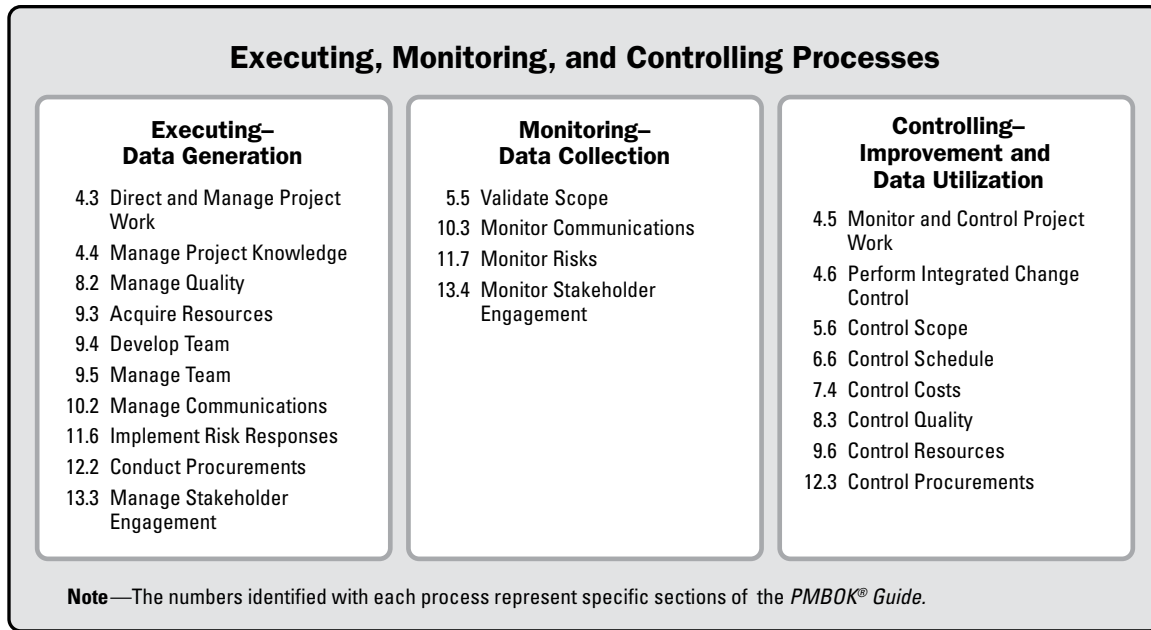 Executing, Monitoring, and Controlling Processes
Executing–
Data Generation
4.3 Direct and Manage Project
Work
4.4 Manage Project Knowledge
8.2 Manage Quality
9.3 Acquire Resources
9.4 Develop Team
9.5 Manage Team
10.2 Manage Communications
11.6 Implement Risk Responses
12.2 Conduct Procurements
13.3 Manage Stakeholder
Engagement
Monitoring–
Data Collection
5.5 Validate Scope
10.3 Monitor Communications
11.7 Monitor Risks
13.4 Monitor Stakeholder
Engagement
Controlling–
Improvement and
Data Utilization
4.5 Monitor and Control Project
Work
4.6 Perform Integrated Change
Control
5.6 Control Scope
6.6 Control Schedule
7.4 Control Costs
8.3 Control Quality
9.6 Control Resources
12.3 Control Procurements
Note—The numbers identified with each process represent specific sections of the PMBOK® Guide.